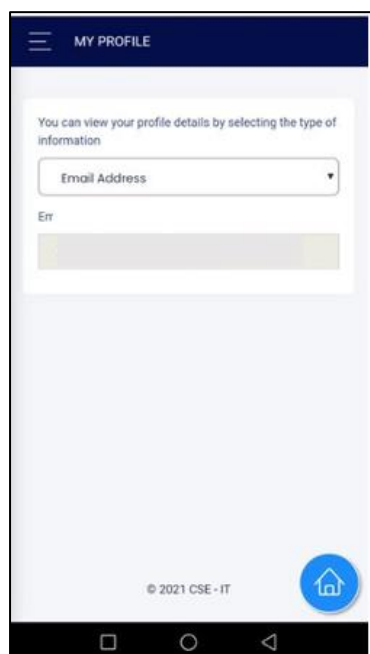 MY PROFILE
You can view your profile details by selecting the type of
information
Email Address
Err
© 2021 CSE - IT